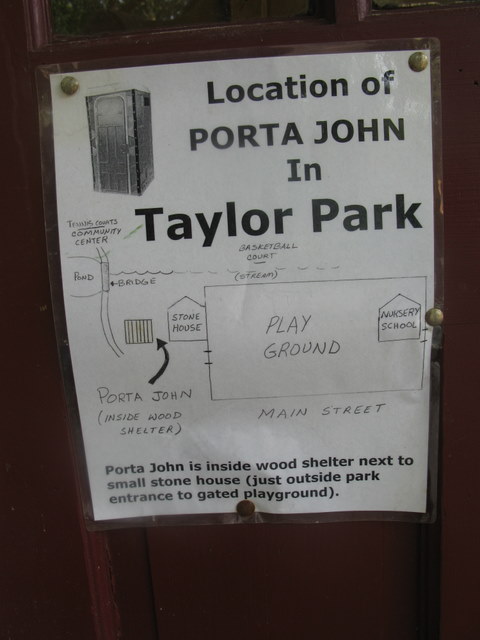 Location of
PORTA JOHN
In
Taylor Park
TENNIS COURTS
COMMUNITY
CENTER
BASKETBALL
COURT
(STREAM)
POND
←BRIDGE
STONE
HOUSE
PLAY
GROUND
NURSERY
SCHOOL
PORTA JOHN
(INSIDE WOOD
SHELTER)
MAIN STREET
Porta John is inside wood shelter next to
small stone house (just outside park
entrance to gated playground).